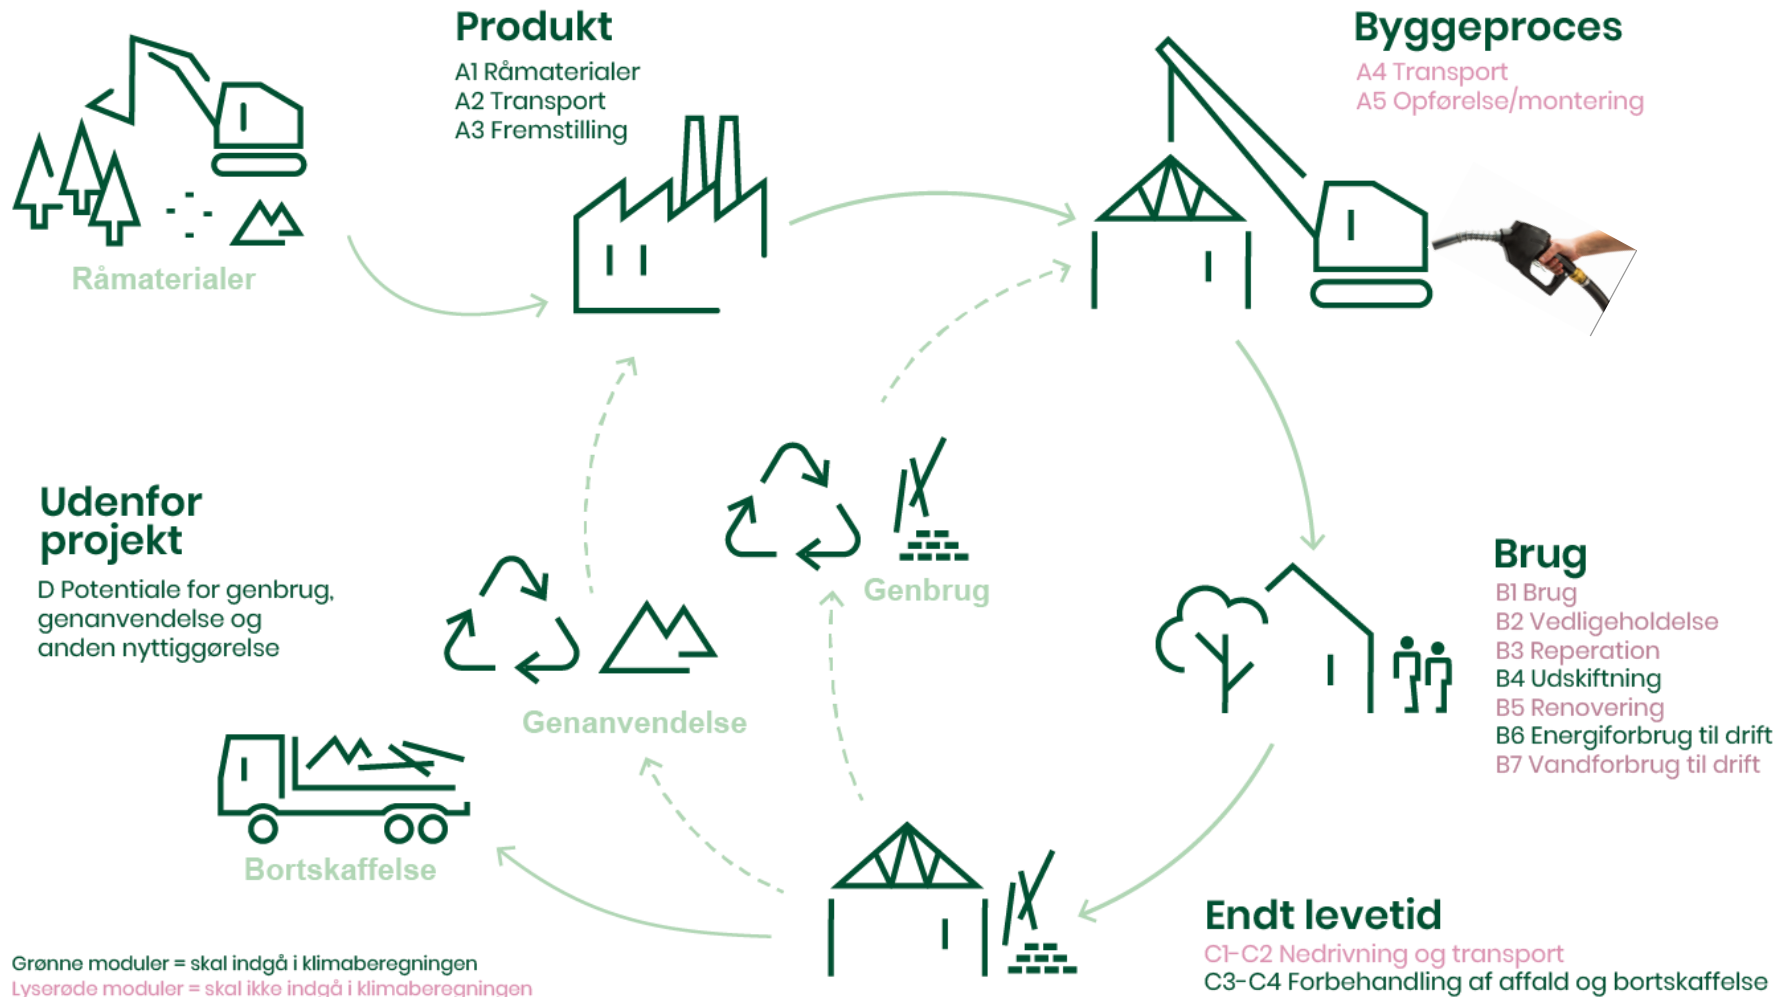 Produkt
A1 Råmaterialer
A2 Transport
A3 Fremstilling
Byggeproces
A4 Transport
A5 Opførelse/montering
Råmaterialer
Udenfor
projekt
D Potentiale for genbrug,
genanvendelse og
anden nyttiggørelse
Genbrug
Genanvendelse
Brug
B1 Brug
B2 Vedligeholdelse
B3 Reperation
B4 Udskiftning
B5 Renovering
B6 Energiforbrug til drift
B7 Vandforbrug til drift
Bortskaffelse
Endt levetid
C1-C2 Nedrivning og transport
C3-C4 Forbehandling af affald og bortskaffelse
Grønne moduler = skal indgå i klimaberegningen
Lyserøde moduler = skal ikke indgå i klimaberegningen